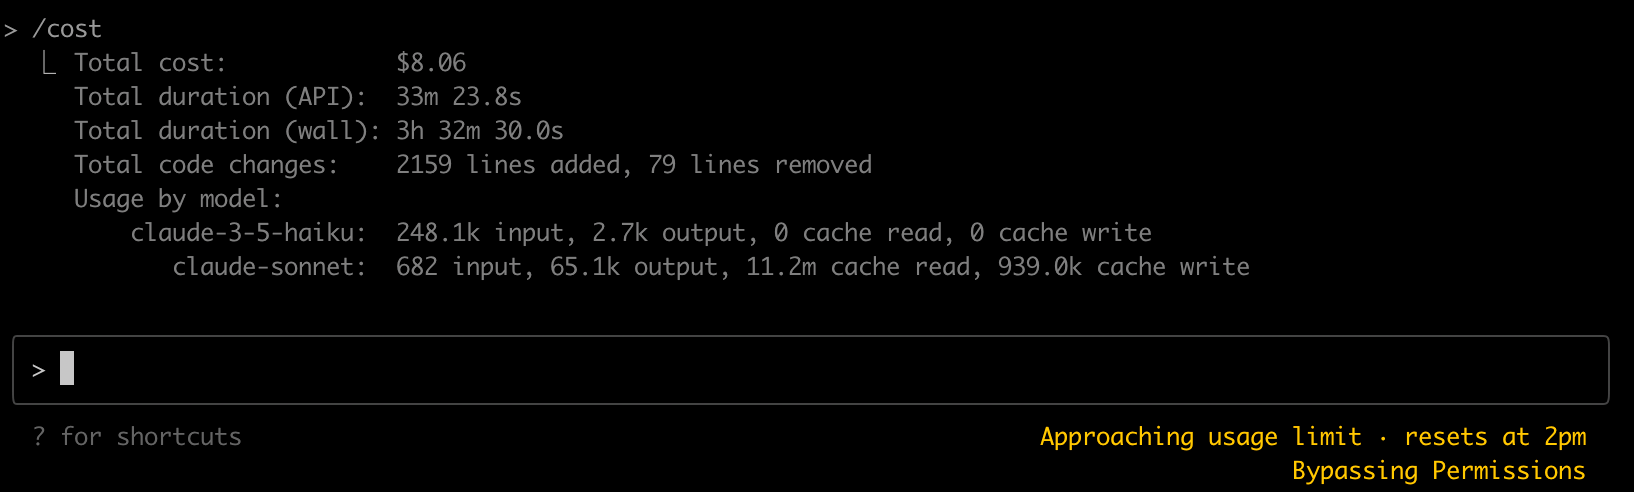 > /cost
⎿ Total cost: $8.06
Total duration (API): 33m 23.8s
Total duration (wall): 3h 32m 30.0s
Total code changes: 2159 lines added, 79 lines removed
Usage by model:
claude-3-5-haiku: 248.1k input, 2.7k output, 0 cache read, 0 cache write
claude-sonnet: 682 input, 65.1k output, 11.2m cache read, 939.0k cache write
>
? for shortcuts
Approaching usage limit · resets at 2pm
Bypassing Permissions